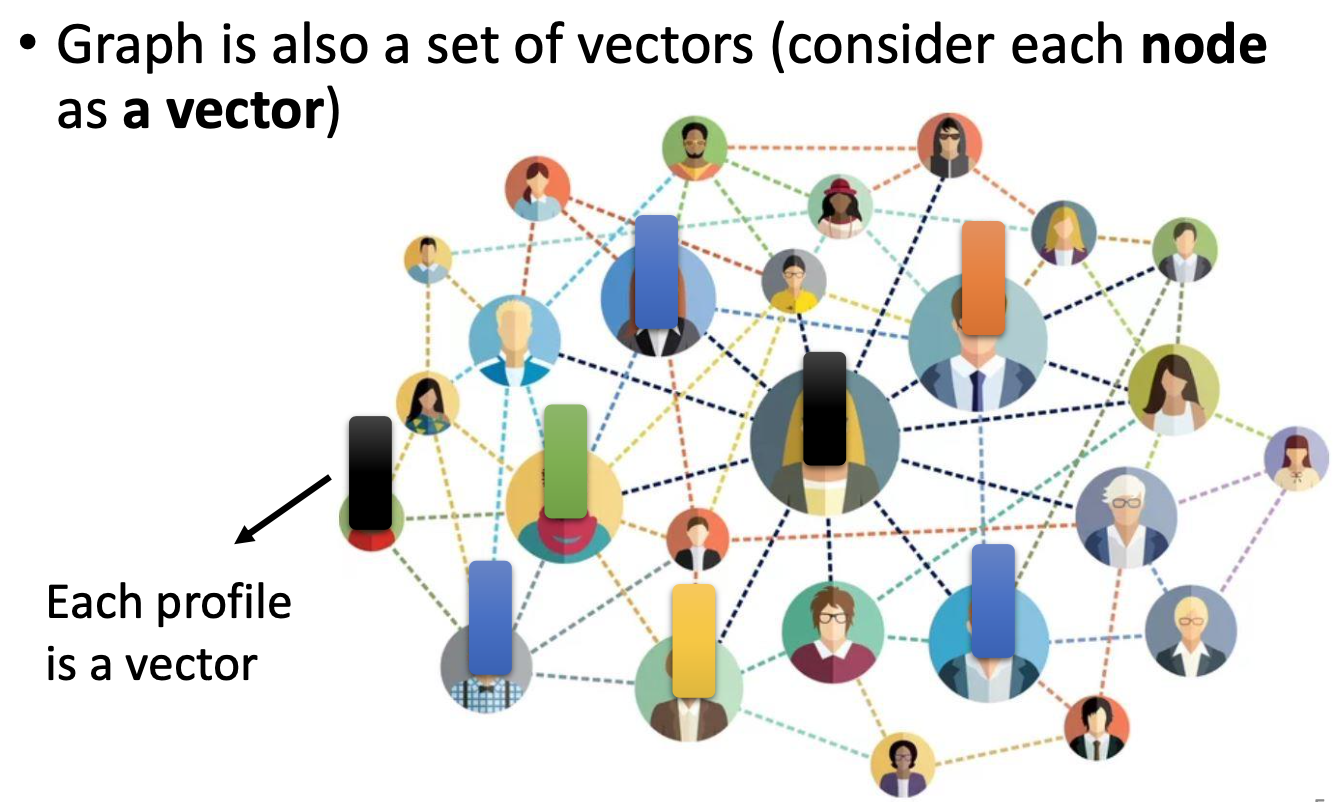 • Graph is also a set of vectors (consider each node
as a vector)
Each profile
is a vector